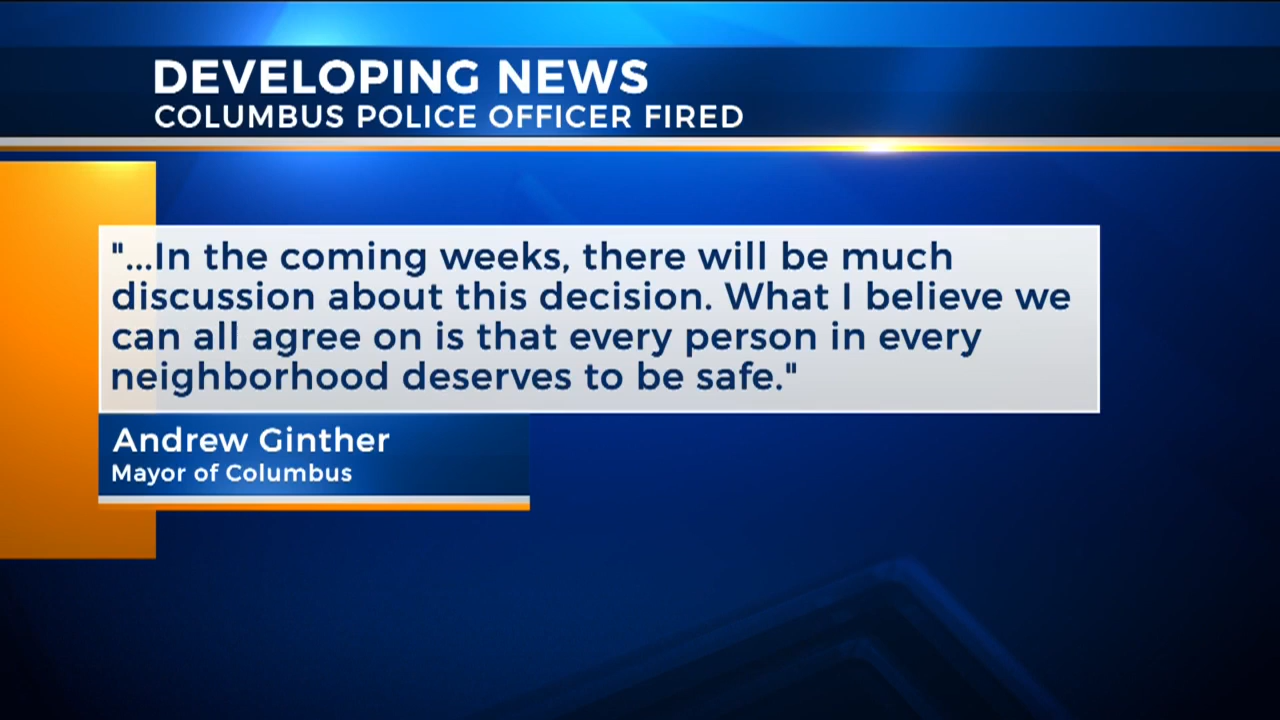 DEVELOPING NEWS
COLUMBUS POLICE OFFICER FIRED
"...In the coming weeks, there will be much
discussion about this decision. What I believe we
can all agree on is that every person in every
neighborhood deserves to be safe."
Andrew Ginther
Mayor of Columbus